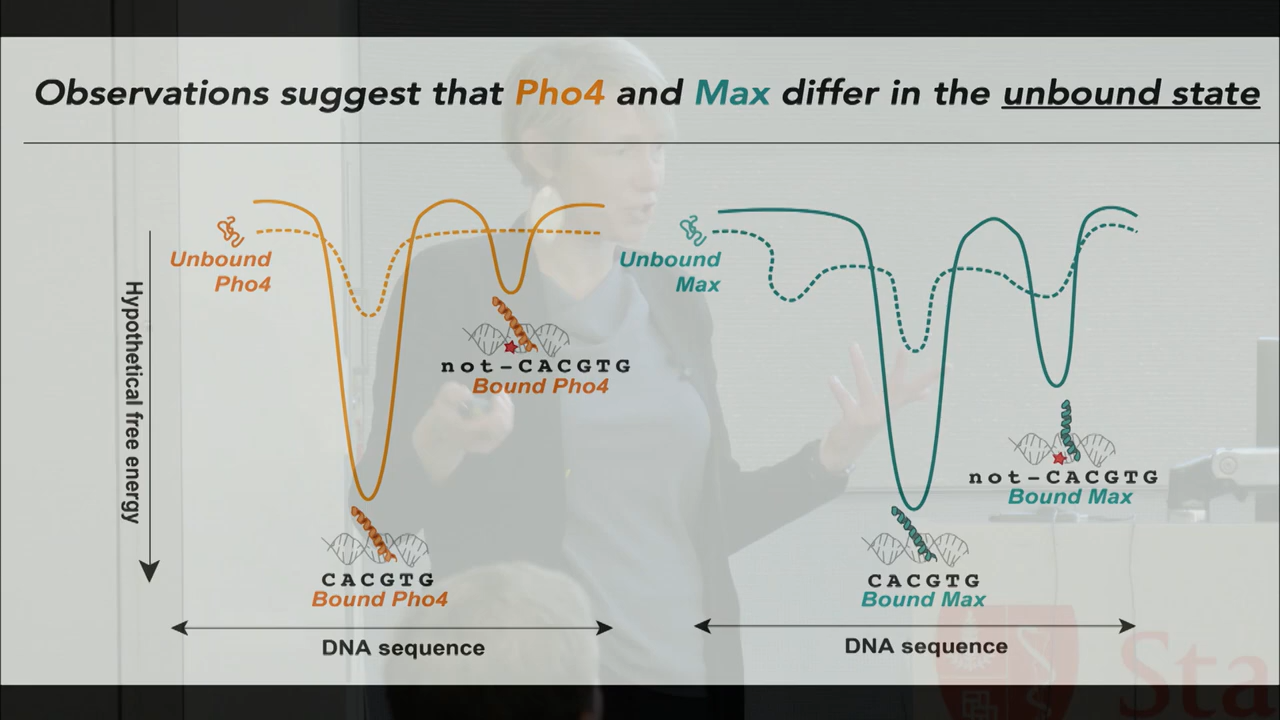 Observations suggest that Pho4 and Max differ in the unbound state
Hypothetical free energy
Unbound
Pho4
not-CACGTG
Bound Pho4
CACGTG
Bound Pho4
DNA sequence
Unbound
Max
not-CACGTG
Bound Max
CACGTG
Bound Max
DNA sequence
Sta